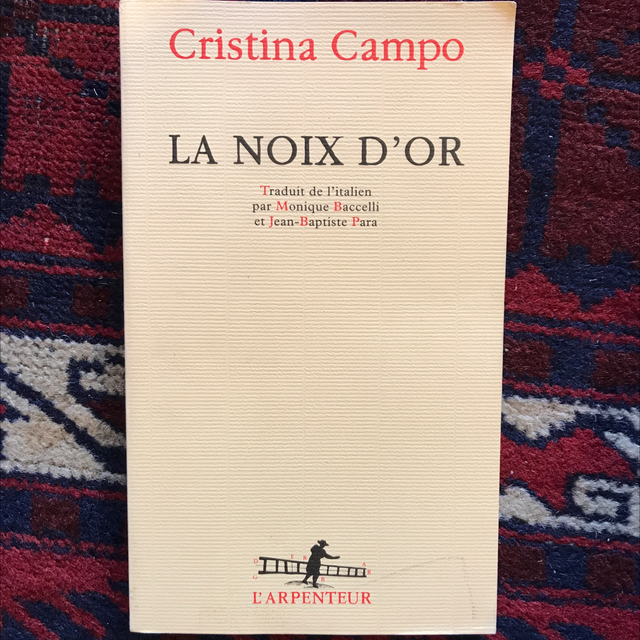 Cristina Campo
LA NOIX D'OR
Traduit de l'italien
par Monique Baccelli
et Jean-Baptiste Para
L'ARPENTEUR